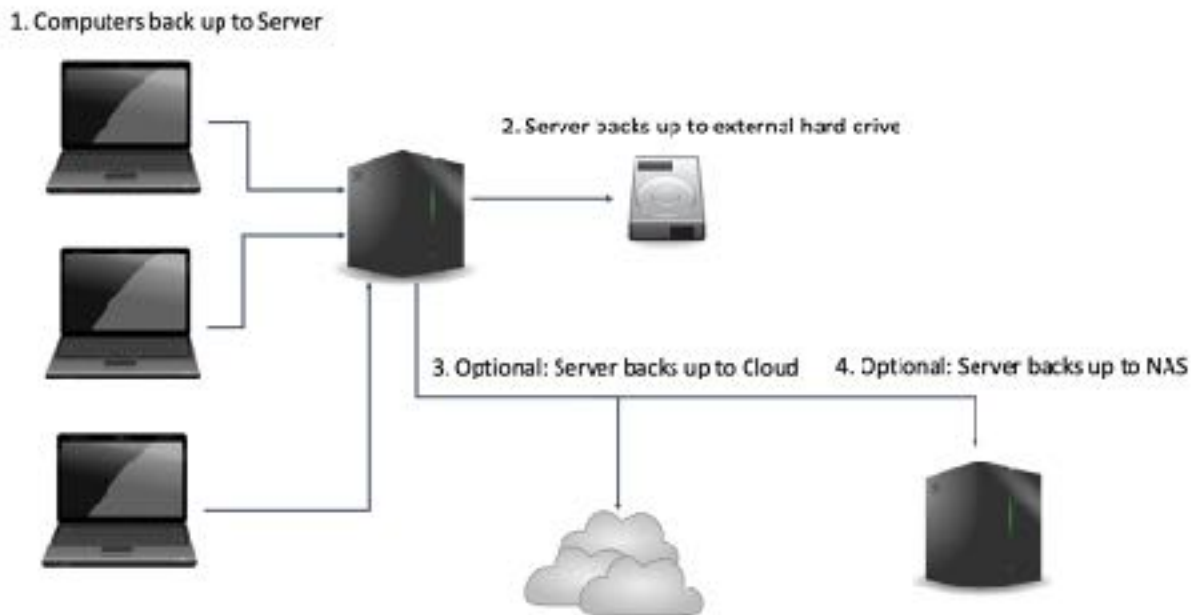 1. Computers back up to Server
2. Server backs up to external hard drive
3. Optional: Server backs up to Cloud
4. Optional: Server backs up to NAS